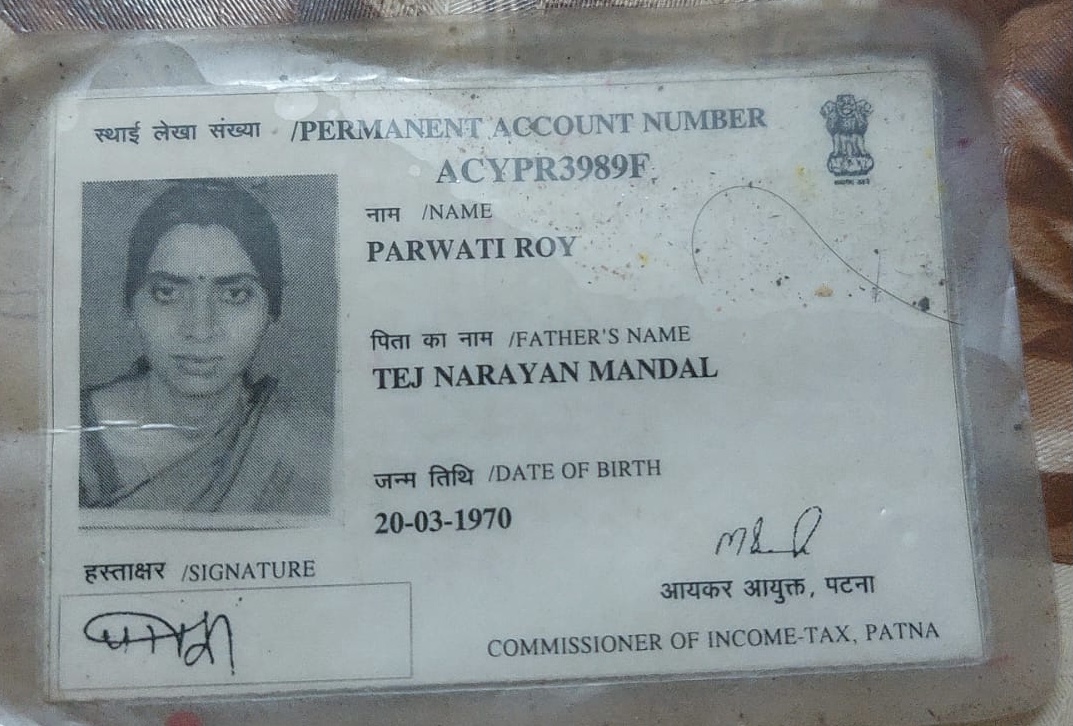 स्थाई लेखा संख्या /PERMANENT ACCOUNT NUMBER
ACYPR3989F
नाम /NAME
PARWATI ROY
पिता का नाम /FATHER'S NAME
TEJ NARAYAN MANDAL
जन्म तिथि /DATE OF BIRTH
20-03-1970
हस्ताक्षर /SIGNATURE
आयकर आयुक्त, पटना
COMMISSIONER OF INCOME-TAX, PATNA